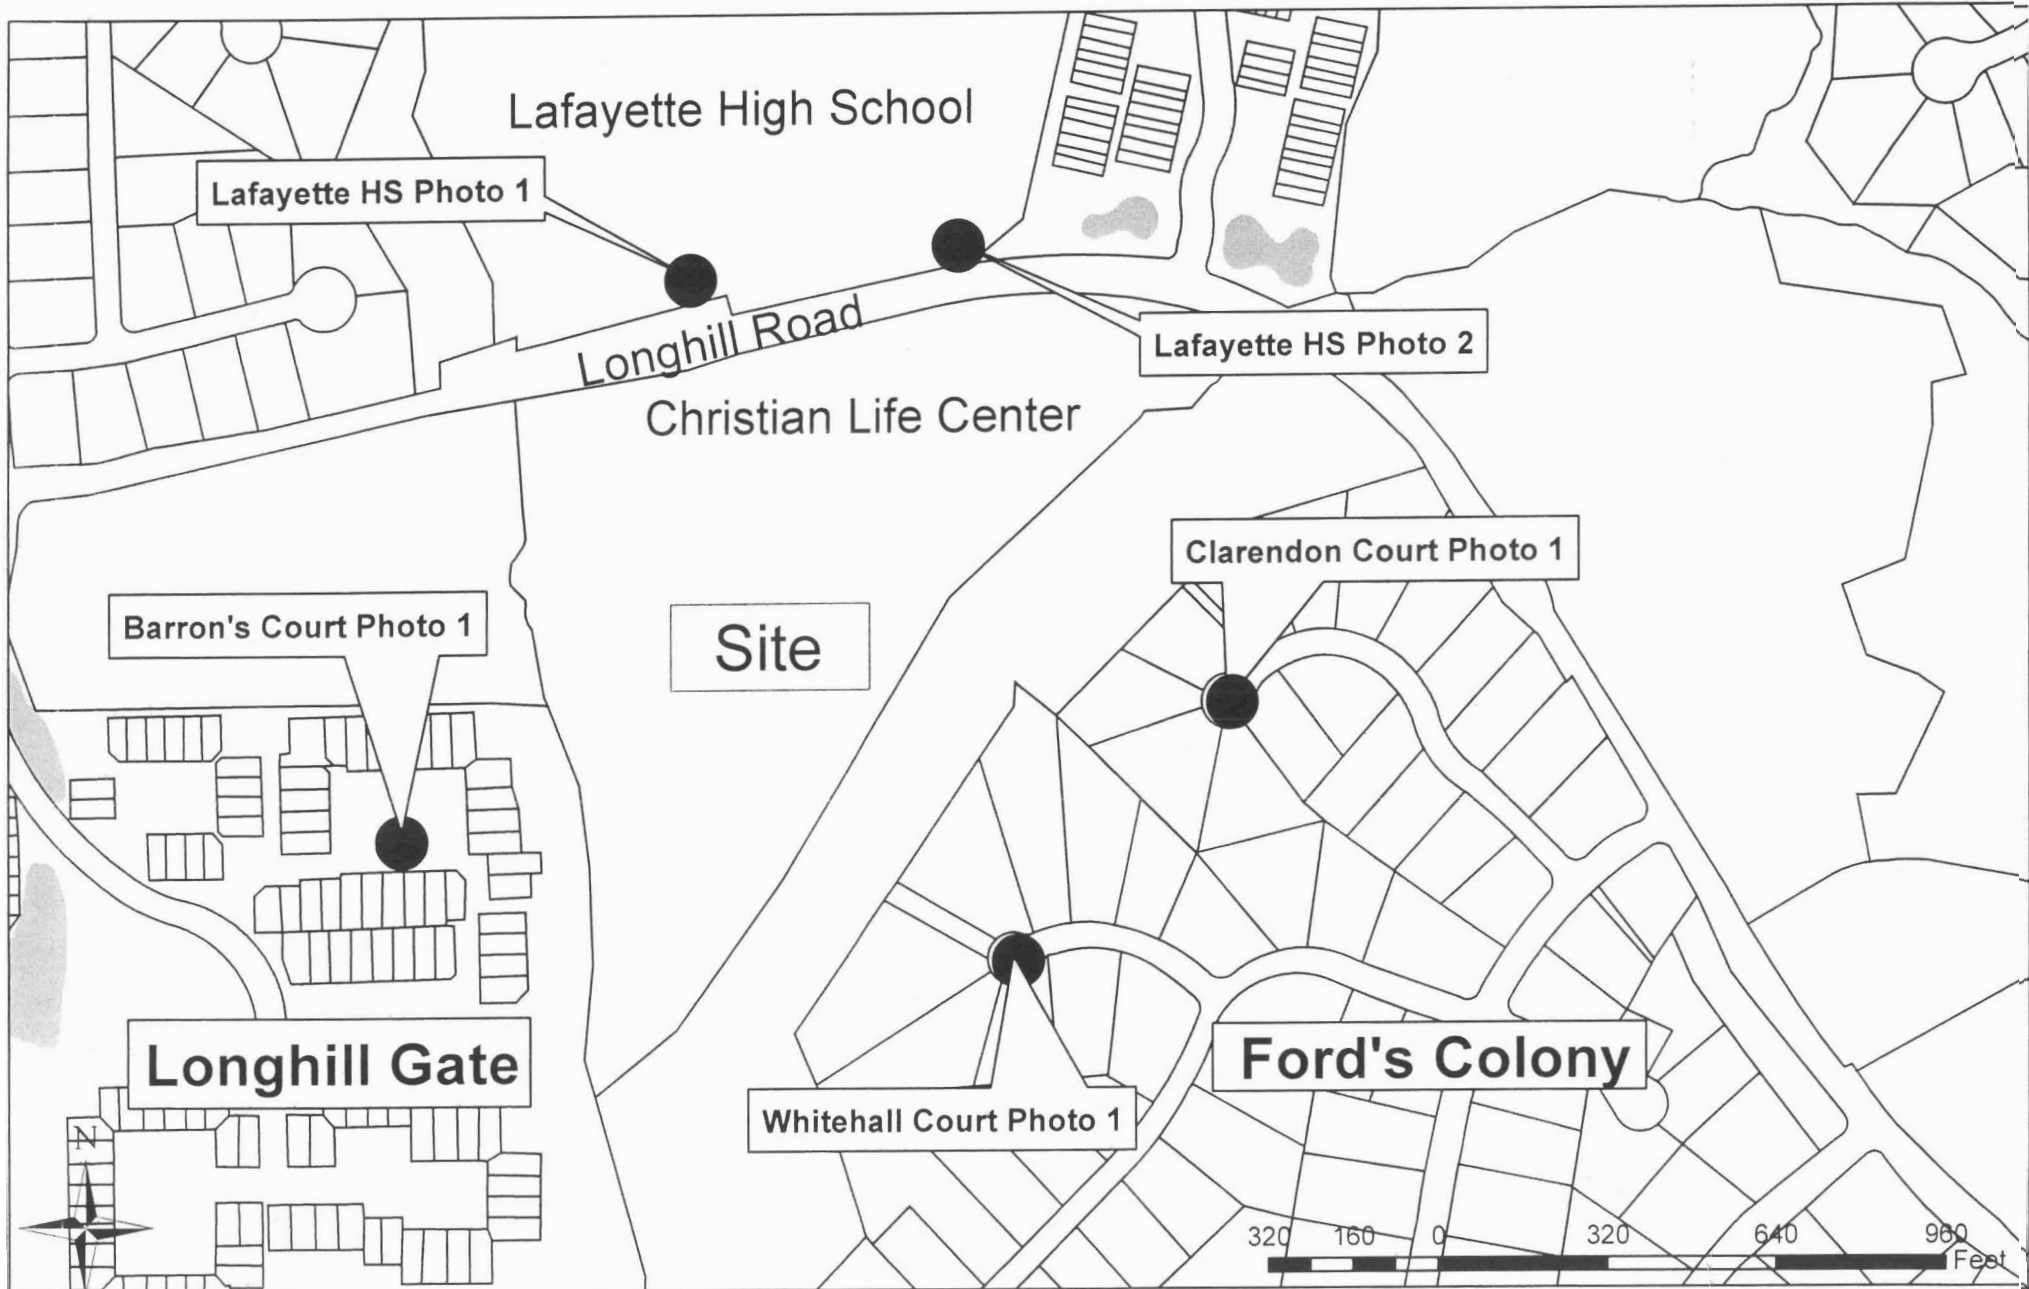 Lafayette High School
Lafayette HS Photo 1
Longhill Road
Lafayette HS Photo 2
Christian Life Center
Clarendon Court Photo 1
Barron's Court Photo 1
Site
Longhill Gate
Ford's Colony
Whitehall Court Photo 1
N
320 160 0 320 640 960
Feet